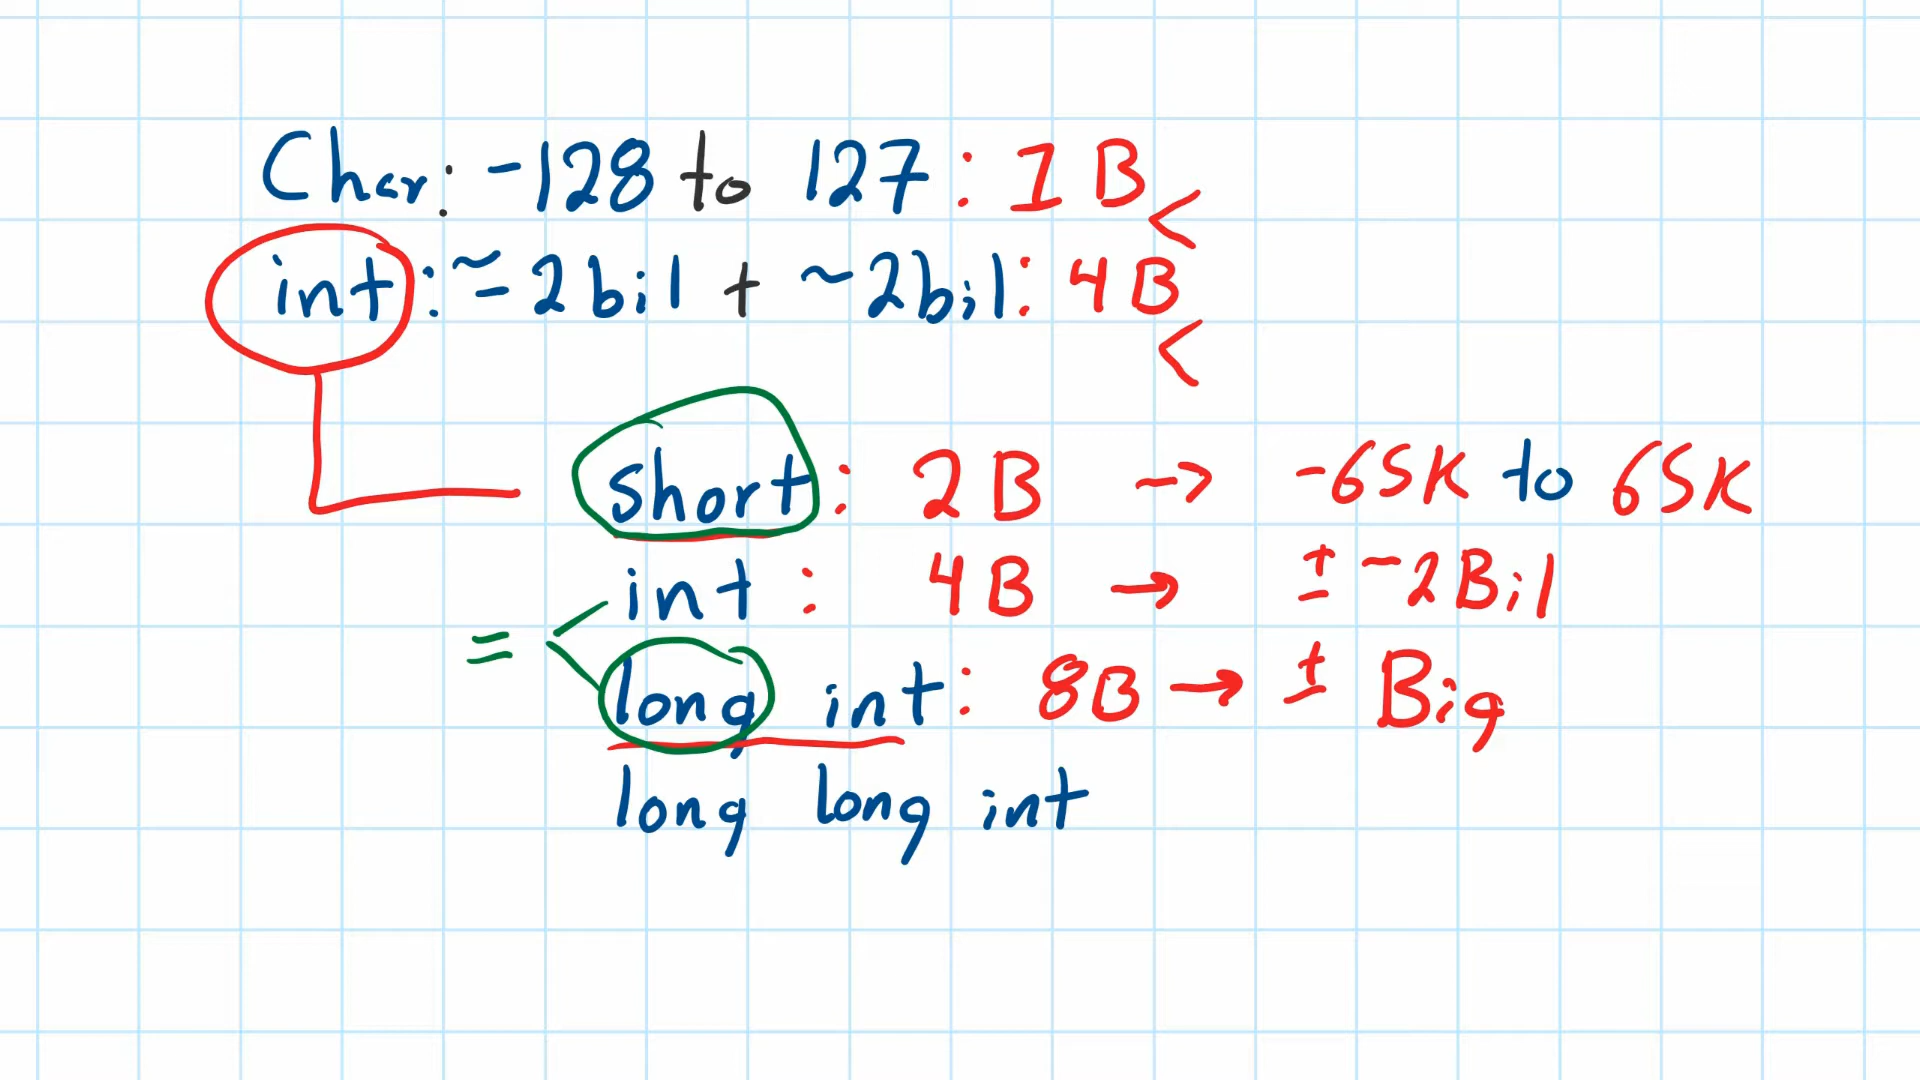 Char: -128 to 127: 1 B
<
int: ~- 2bil + ~2bil: 4B
<
short: 2B -> -65K to 65K
int: 4B → ± ~2Bil
= <
long int: 8B → ± Big
long long int